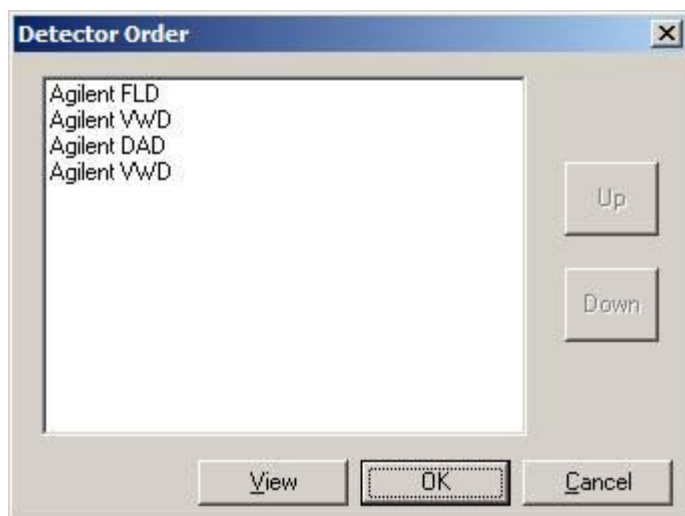 Detector Order
Agilent FLD
Agilent VWD
Agilent DAD
Agilent VWD
Up
Down
View
OK
Cancel